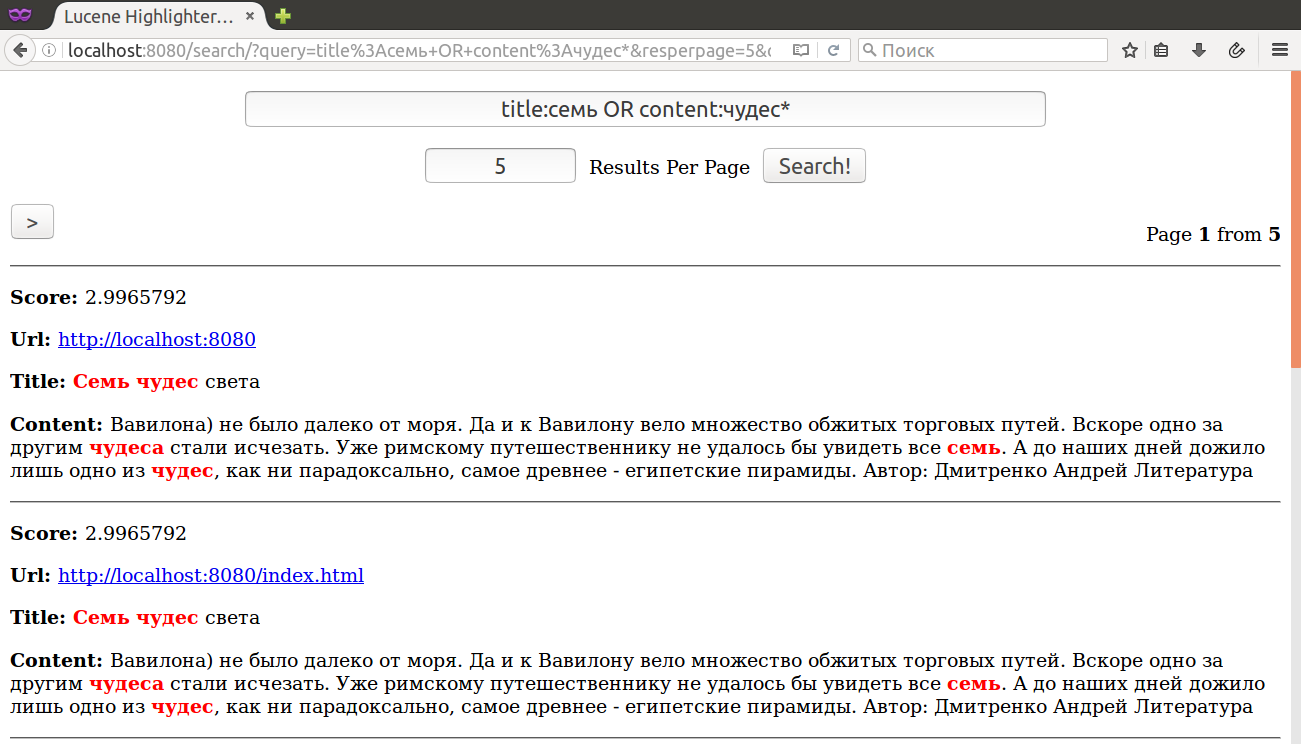 Lucene Highlighter...
localhost:8080/search/?query=title%3Aсемь+OR+content%3Aчудес*&resperpage=5&c
Поиск
title:семь OR content:чудес*
5 Results Per Page Search!
>
Page 1 from 5
Score: 2.9965792
Url: http://localhost:8080
Title: Семь чудес света
Content: Вавилона) не было далеко от моря. Да и к Вавилону вело множество обжитых торговых путей. Вскоре одно за
другим чудеса стали исчезать. Уже римскому путешественнику не удалось бы увидеть все семь. А до наших дней дожило
лишь одно из чудес, как ни парадоксально, самое древнее - египетские пирамиды. Автор: Дмитренко Андрей Литература
Score: 2.9965792
Url: http://localhost:8080/index.html
Title: Семь чудес света
Content: Вавилона) не было далеко от моря. Да и к Вавилону вело множество обжитых торговых путей. Вскоре одно за
другим чудеса стали исчезать. Уже римскому путешественнику не удалось бы увидеть все семь. А до наших дней дожило
лишь одно из чудес, как ни парадоксально, самое древнее - египетские пирамиды. Автор: Дмитренко Андрей Литература